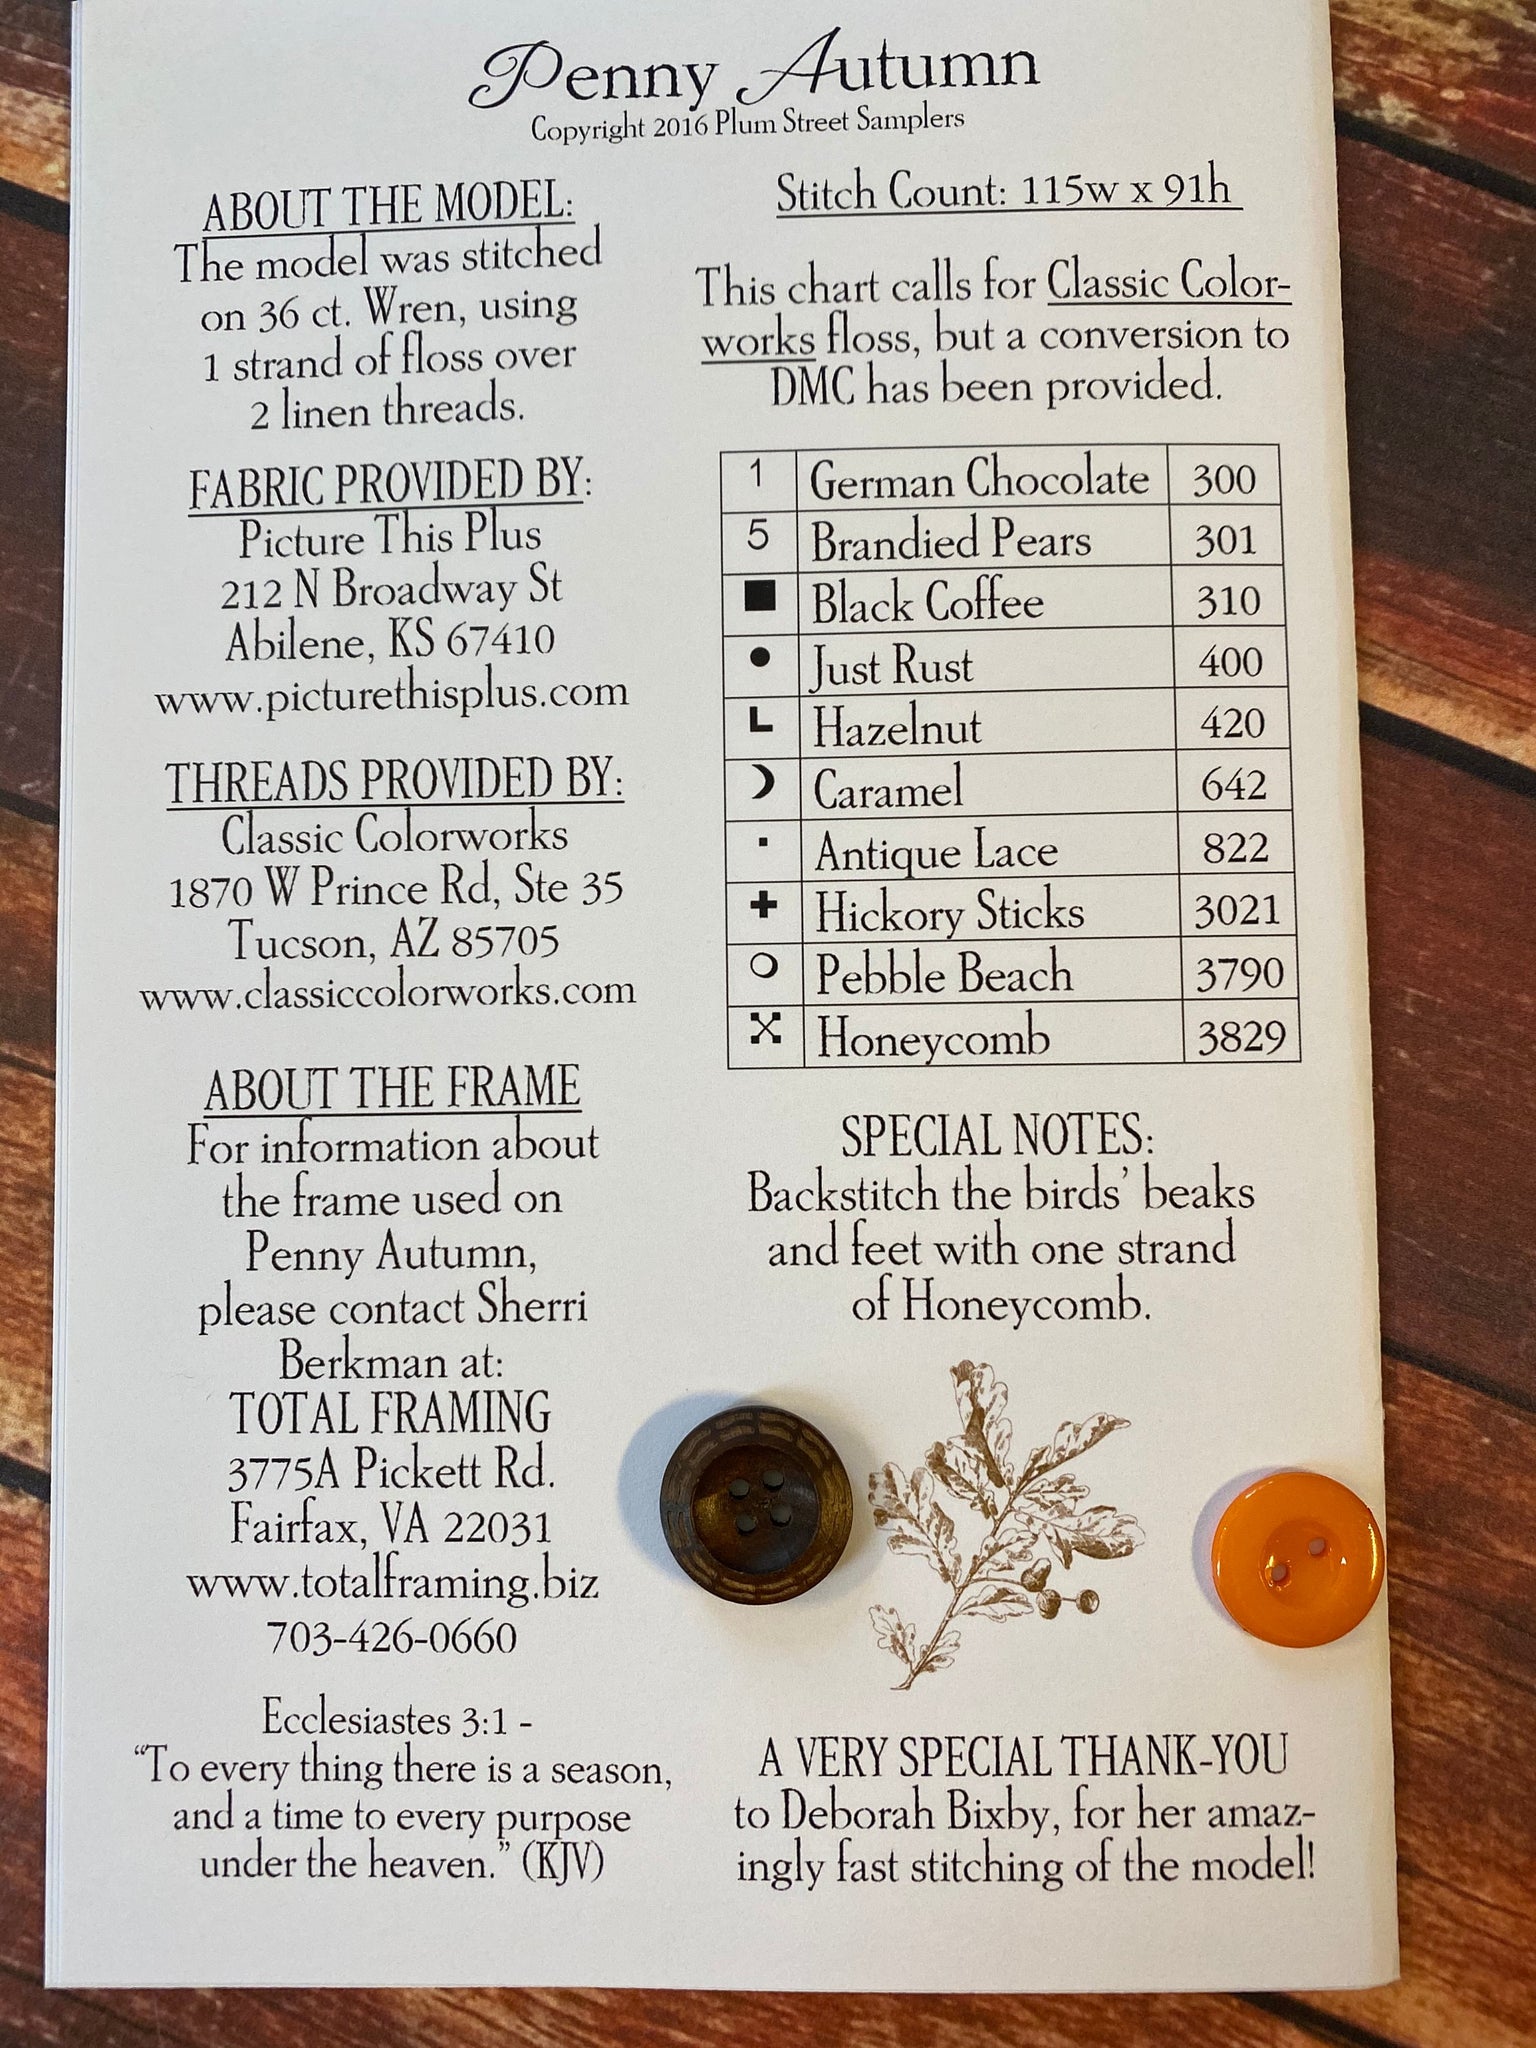 Penny Autumn
Copyright 2016 Plum Street Samplers
ABOUT THE MODEL:
The model was stitched
on 36 ct. Wren, using
1 strand of floss over
2 linen threads.
FABRIC PROVIDED BY:
Picture This Plus
212 N Broadway St
Abilene, KS 67410
www.picturethisplus.com
THREADS PROVIDED BY:
Classic Colorworks
1870 W Prince Rd, Ste 35
Tucson, AZ 85705
www.classiccolorworks.com
ABOUT THE FRAME
For information about
the frame used on
Penny Autumn,
please contact Sherri
Berkman at:
TOTAL FRAMING
3775A Pickett Rd.
Fairfax, VA 22031
www.totalframing.biz
703-426-0660
Ecclesiastes 3:1 -
“To every thing there is a season,
and a time to every purpose
under the heaven.” (KJV)
Stitch Count: 115w x 91h
This chart calls for Classic Color-
works floss, but a conversion to
DMC has been provided.
1 German Chocolate 300
5 Brandied Pears 301
■ Black Coffee 310
● Just Rust 400
L Hazelnut 420
☽ Caramel 642
▪ Antique Lace 822
✚ Hickory Sticks 3021
○ Pebble Beach 3790
X Honeycomb 3829
SPECIAL NOTES:
Backstitch the birds’ beaks
and feet with one strand
of Honeycomb.
A VERY SPECIAL THANK-YOU
to Deborah Bixby, for her amaz-
ingly fast stitching of the model!